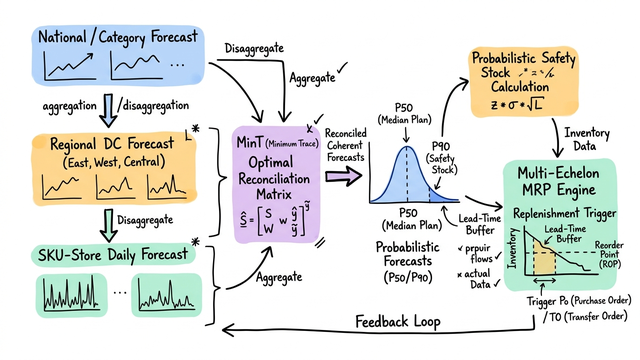 National/Category Forecast
...
Disaggregate
Aggregate ✓
aggregation
/disaggregation
Regional DC Forecast
(East, West, Central)
*
Disaggregate
SKU-Store Daily Forecast
*
...
Aggregate
MinT (Minimum Trace)
Optimal
Reconciliation
Matrix
Reconciled
Coherent
Forecasts
P50
(Median Plan)
P90
(Safety
Stock)
P50
(Median Plan)
Lead-Time
Buffer
Probabilistic
Forecasts
(P50/P90)
✓
flows
× actual
Data ✓
Probabilistic Safety
Stock
Calculation
z * σ * √L
Inventory
Data
Multi-Echelon
MRP Engine
Replenishment Trigger
Inventory
Lead-Time
Buffer
Reorder
Point
(ROP)
Trigger Po (Purchase Order)
/ TO (Transfer Order)
Feedback Loop